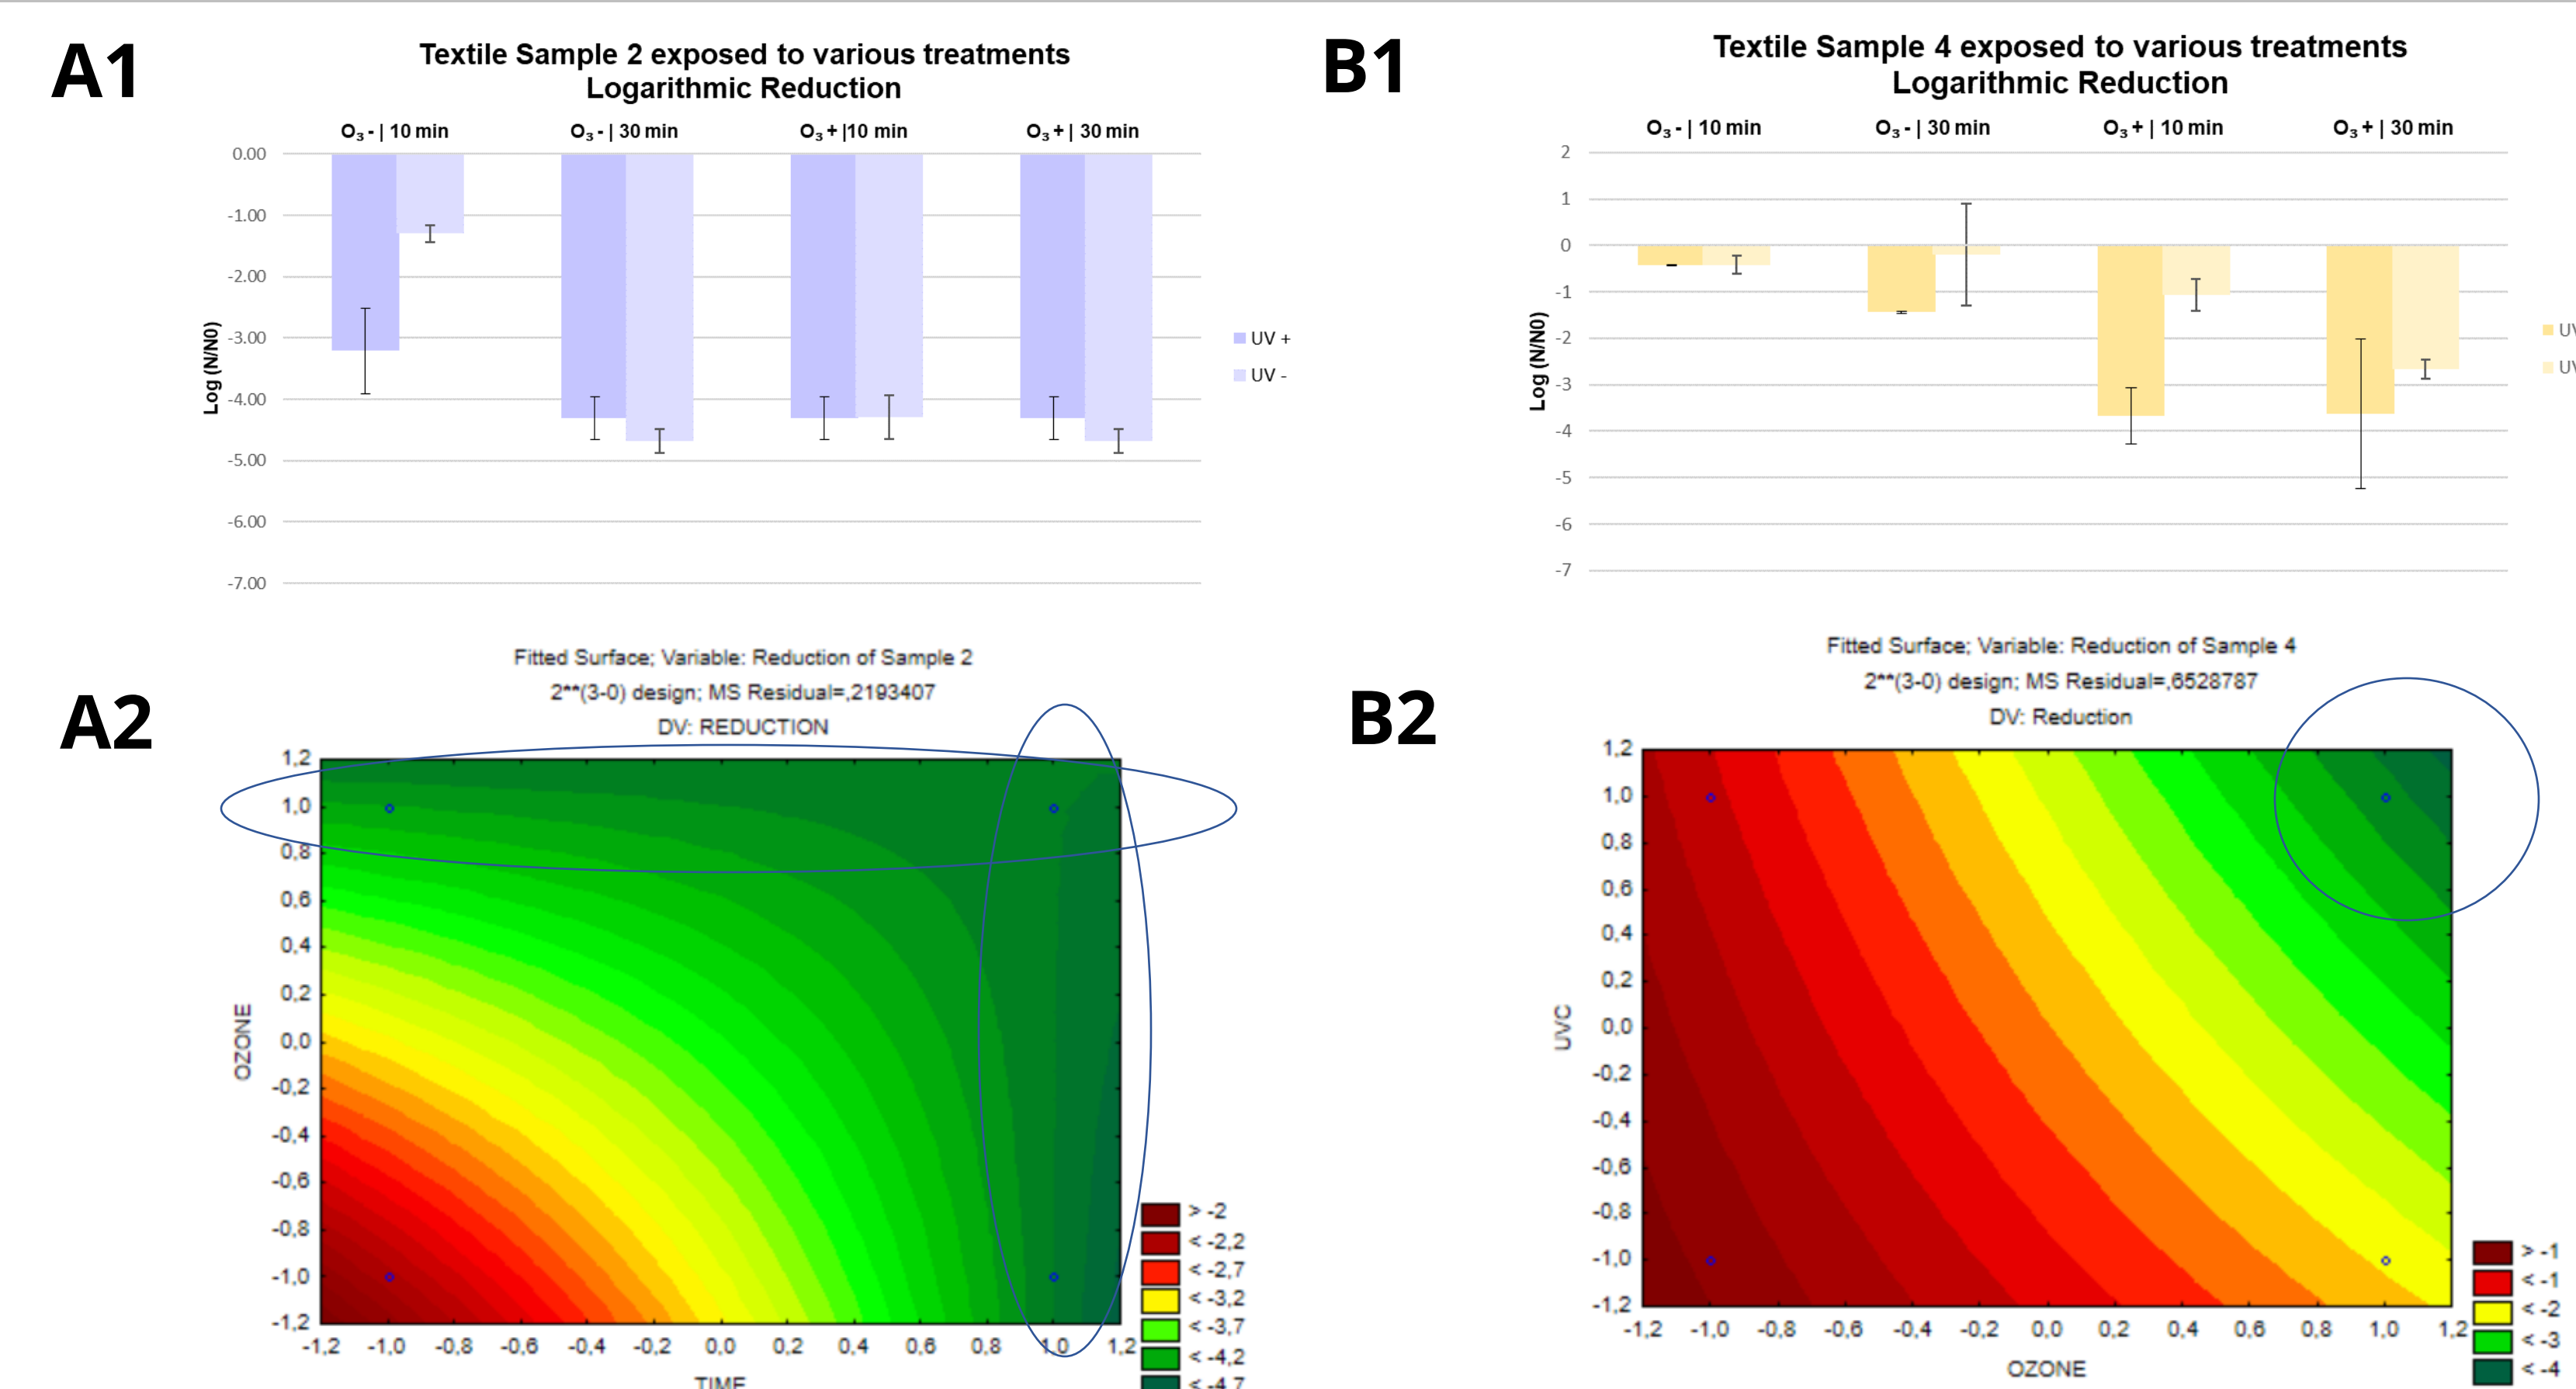 A1
Textile Sample 2 exposed to various treatments
Logarithmic Reduction
O₃ - | 10 min
O₃ - | 30 min
O₃ + |10 min
O₃ + | 30 min
0.00
-1.00
-2.00
-3.00
-4.00
-5.00
-6.00
-7.00
Log (N/N0)
UV +
UV -
B1
Textile Sample 4 exposed to various treatments
Logarithmic Reduction
O₃ - | 10 min
O₃ - | 30 min
O₃ + | 10 min
O₃ + | 30 min
2
1
0
-1
-2
-3
-4
-5
-6
-7
Log (N/N0)
UV
UV
A2
Fitted Surface; Variable: Reduction of Sample 2
2**(3-0) design; MS Residual=,2193407
DV: REDUCTION
1,2
1,0
0,8
0,6
0,4
0,2
0,0
-0,2
-0,4
-0,6
-0,8
-1,0
-1,2
OZONE
-1,2 -1,0 -0,8 -0,6 -0,4 -0,2 0,0 0,2 0,4 0,6 0,8 1,0 1,2
TIME
> -2
< -2,2
< -2,7
< -3,2
< -3,7
< -4,2
< -4,7
B2
Fitted Surface; Variable: Reduction of Sample 4
2**(3-0) design; MS Residual=,6528787
DV: Reduction
1,2
1,0
0,8
0,6
0,4
0,2
0,0
-0,2
-0,4
-0,6
-0,8
-1,0
-1,2
UVC
-1,2 -1,0 -0,8 -0,6 -0,4 -0,2 0,0 0,2 0,4 0,6 0,8 1,0 1,2
OZONE
> -1
< -1
< -2
< -3
< -4